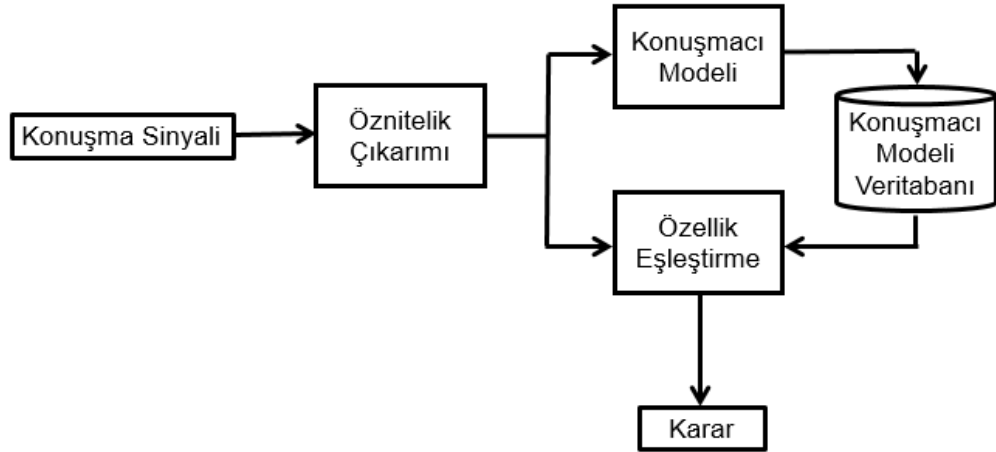 Konuşma Sinyali
Öznitelik
Çıkarımı
Konuşmacı
Modeli
Konuşmacı
Modeli
Veritabanı
Özellik
Eşleştirme
Karar